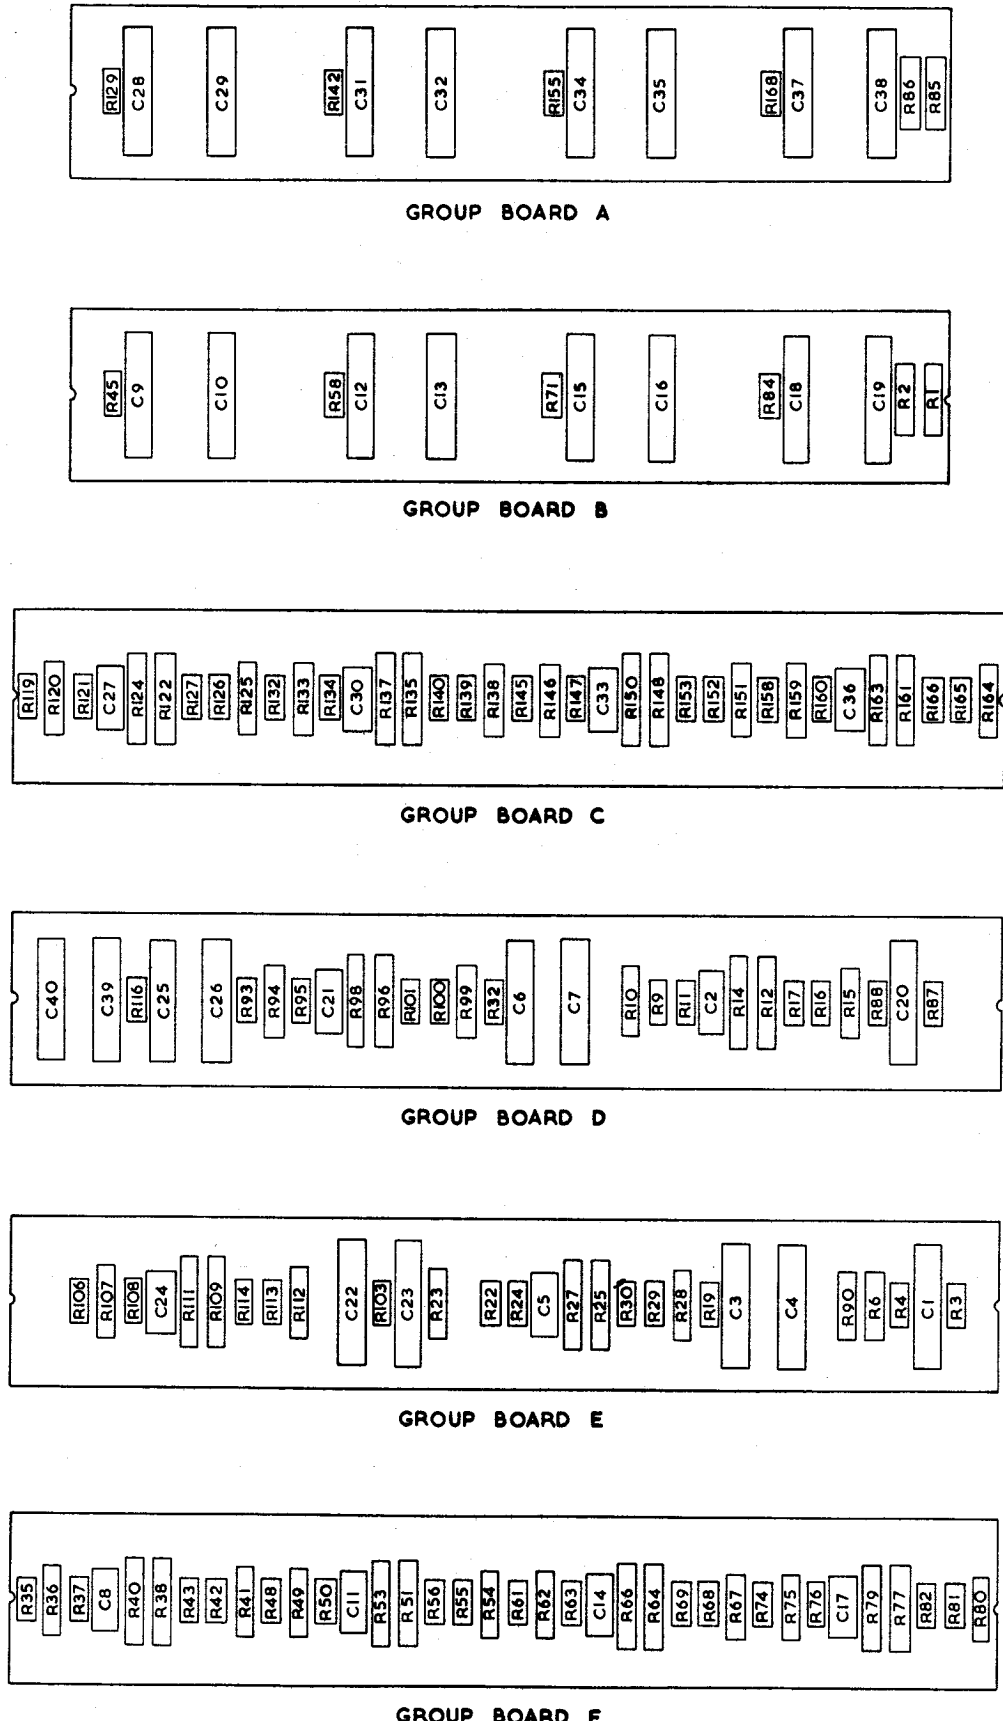 R129 C28 C29 R142 C31 C32 R155 C34 C35 R168 C37 C38 R86 R85
GROUP BOARD A
R45 C9 C10 R58 C12 C13 R71 C15 C16 R84 C18 C19 R2 R1
GROUP BOARD B
R119 R120 R121 C27 R124 R122 R127 R126 R125 R132 R133 R134 C30 R137 R135 R140 R139 R138 R145 R146 R147 C33 R150 R148 R153 R152 R151 R158 R159 R160 C36 R163 R161 R166 R165 R164
GROUP BOARD C
C40 C39 R116 C25 C26 R93 R94 R95 C21 R98 R96 R101 R100 R99 R32 C6 C7 R10 R9 R11 C2 R14 R12 R17 R16 R15 R88 C20 R87
GROUP BOARD D
R106 R107 R108 C24 R111 R109 R114 R113 R112 C22 R103 C23 R23 R22 R24 C5 R27 R25 R30 R29 R28 R19 C3 C4 R90 R6 R4 C1 R3
GROUP BOARD E
R35 R36 R37 C8 R40 R38 R43 R42 R41 R48 R49 R50 C11 R53 R51 R56 R55 R54 R61 R62 R63 C14 R66 R64 R69 R68 R67 R74 R75 R76 C17 R79 R77 R82 R81 R80
GROUP BOARD F